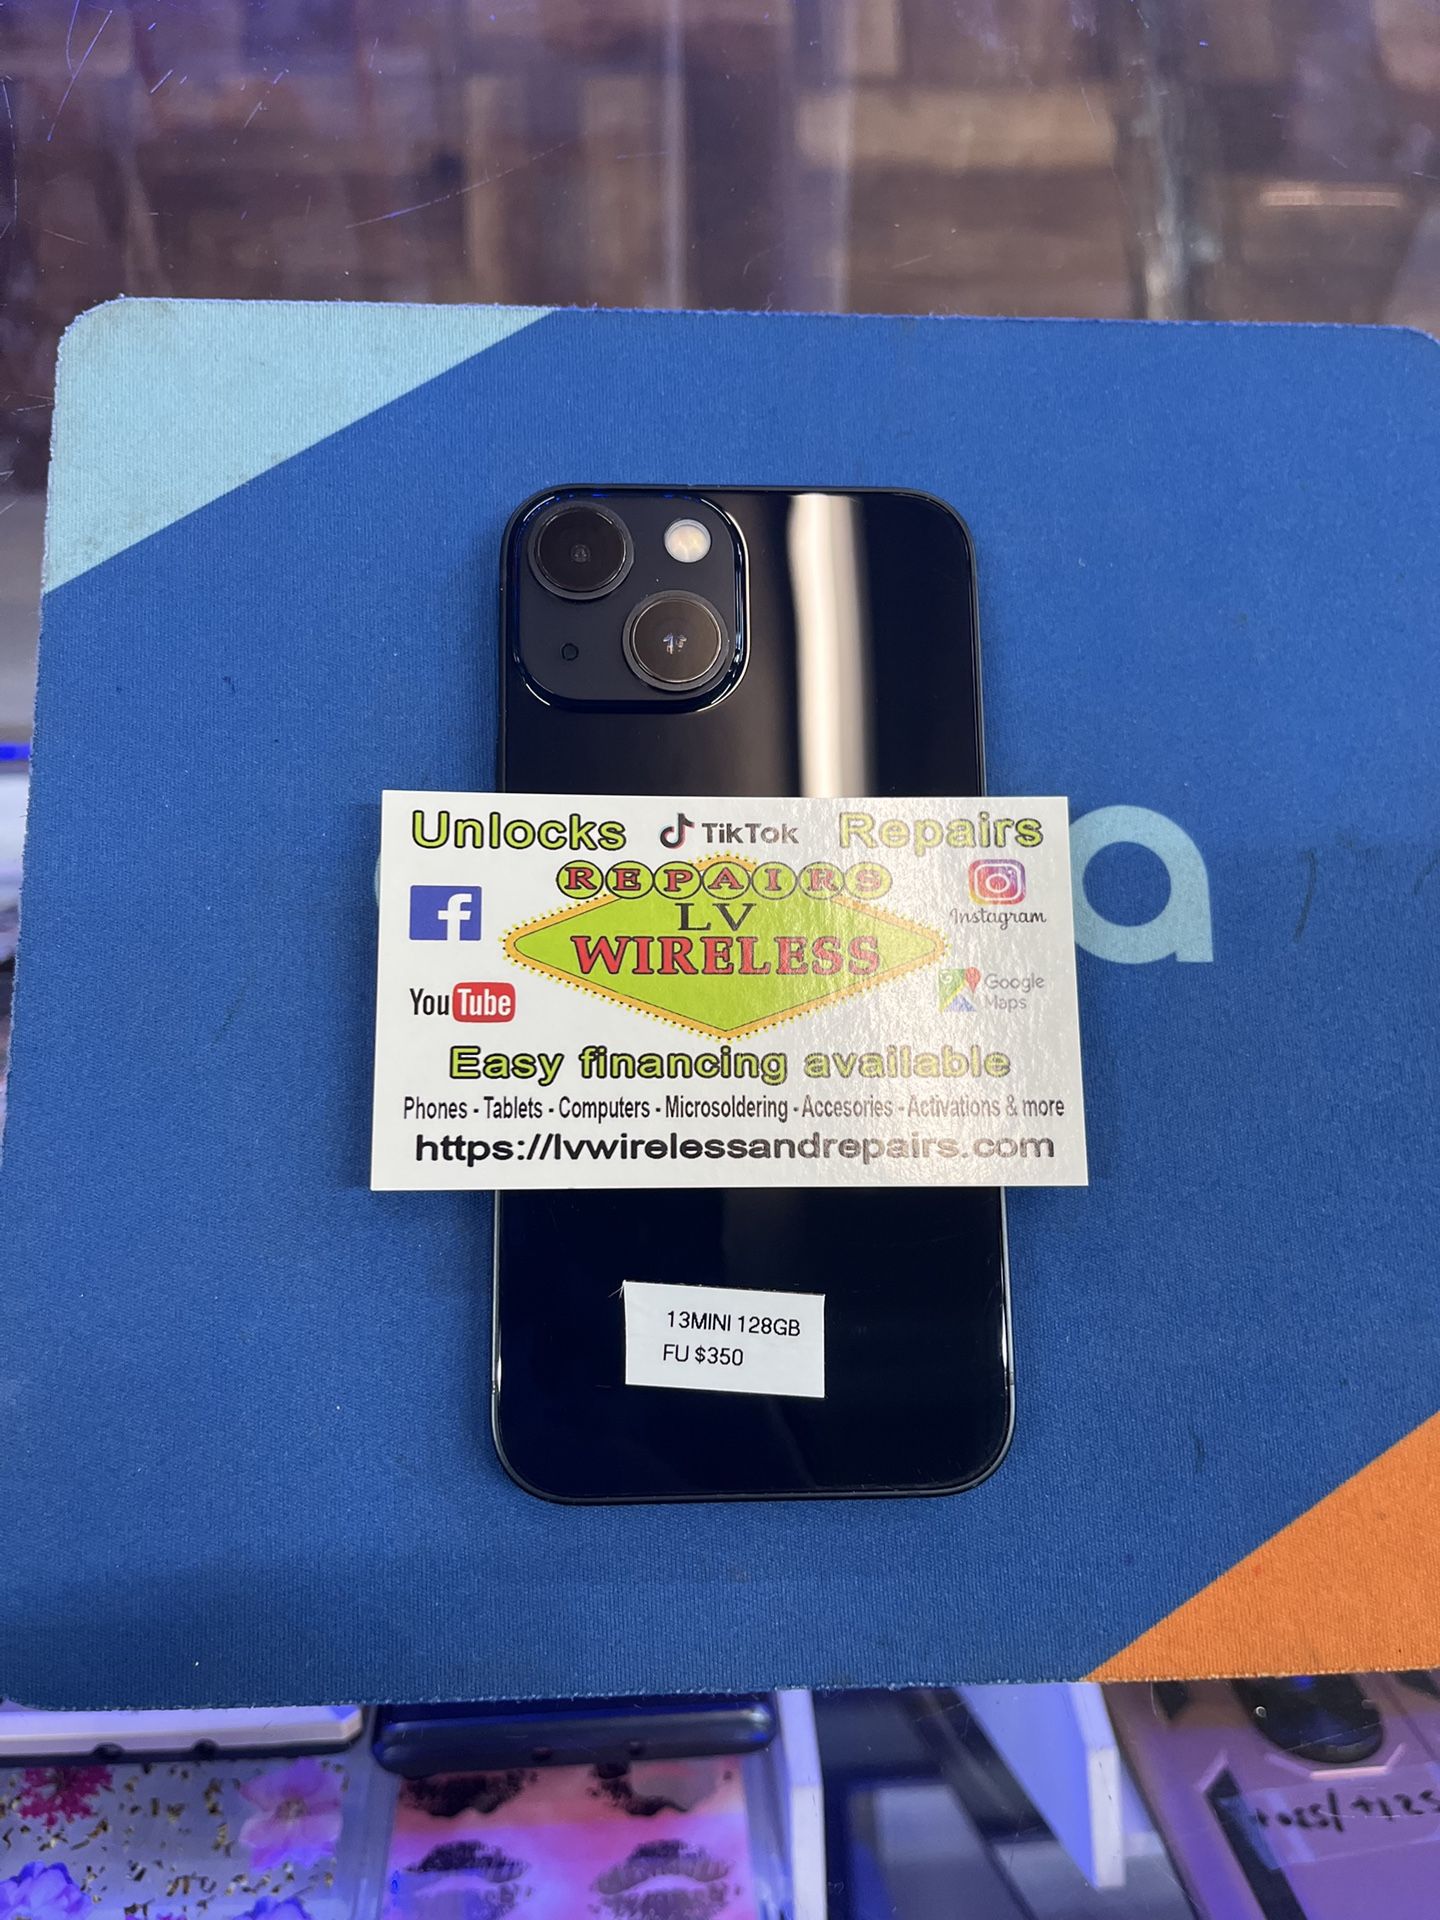 Unlocks TikTok Repairs
REPAIRS
LV
WIRELESS
Instagram
YouTube
Google
Maps
Easy financing available
Phones - Tablets - Computers - Microsoldering - Accesories - Activations & more
https://lvwirelessandrepairs.com
13MINI 128GB
FU $350